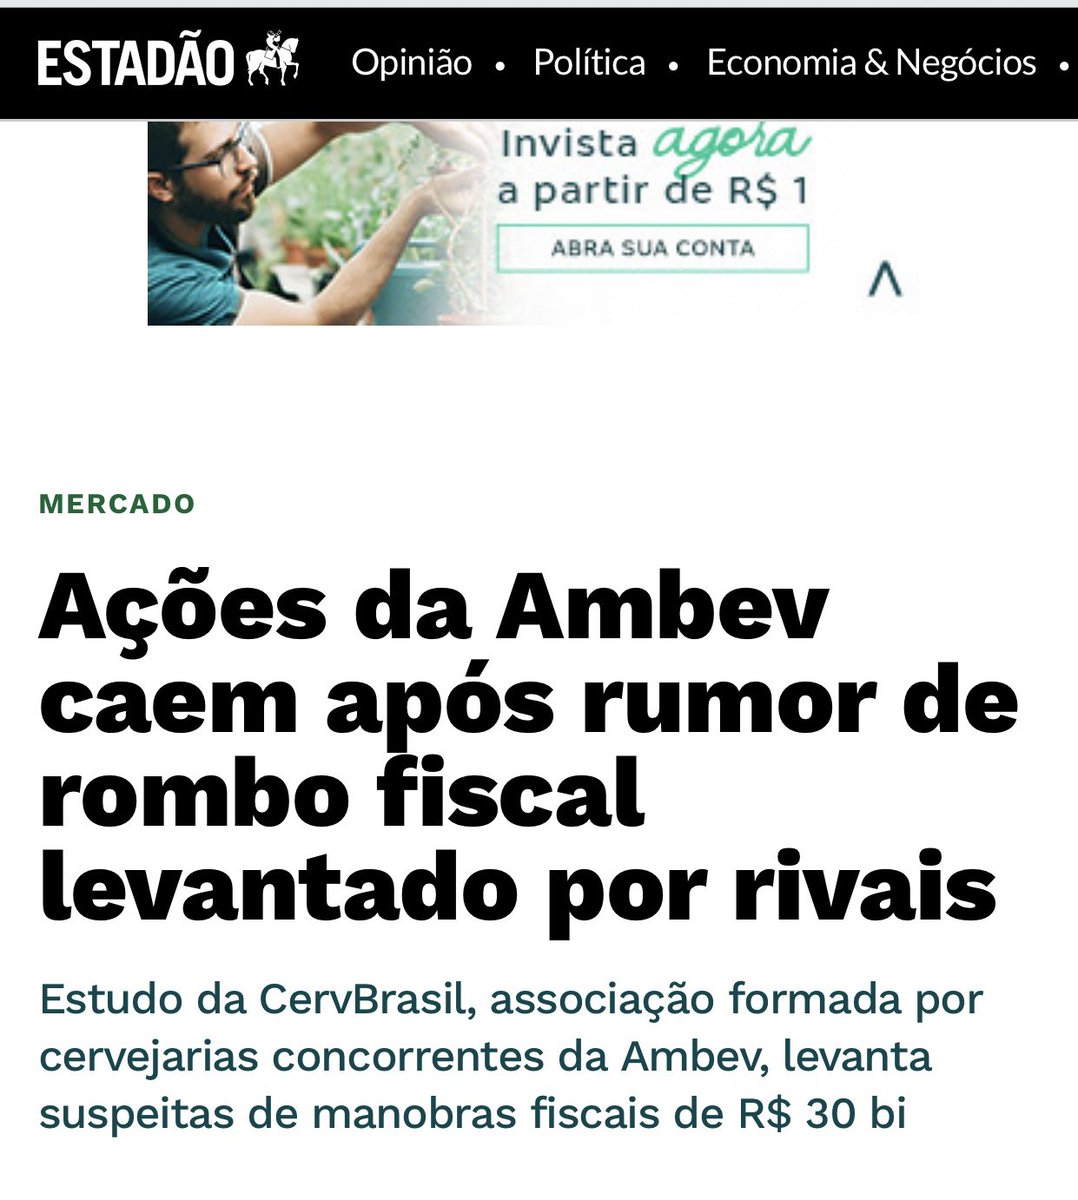 ESTADÃO Opinião • Política • Economia & Negócios •
Invista agora
a partir de R$ 1
ABRA SUA CONTA
MERCADO
Ações da Ambev
caem após rumor de
rombo fiscal
levantado por rivais
Estudo da CervBrasil, associação formada por
cervejarias concorrentes da Ambev, levanta
suspeitas de manobras fiscais de R$ 30 bi